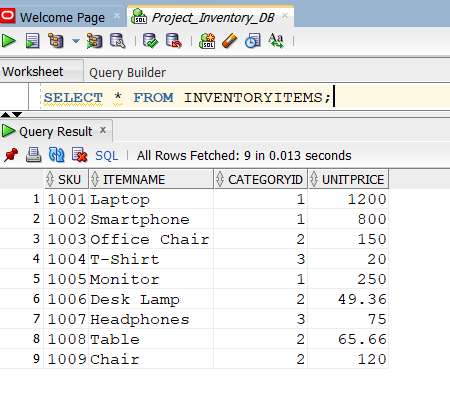 Welcome Page Project_Inventory_DB
SQL Aa
Worksheet Query Builder
SELECT * FROM INVENTORYITEMS;
Query Result
SQL | All Rows Fetched: 9 in 0.013 seconds
SKU ITEMNAME CATEGORYID UNITPRICE
1 1001 Laptop 1 1200
2 1002 Smartphone 1 800
3 1003 Office Chair 2 150
4 1004 T-Shirt 3 20
5 1005 Monitor 1 250
6 1006 Desk Lamp 2 49.36
7 1007 Headphones 3 75
8 1008 Table 2 65.66
9 1009 Chair 2 120